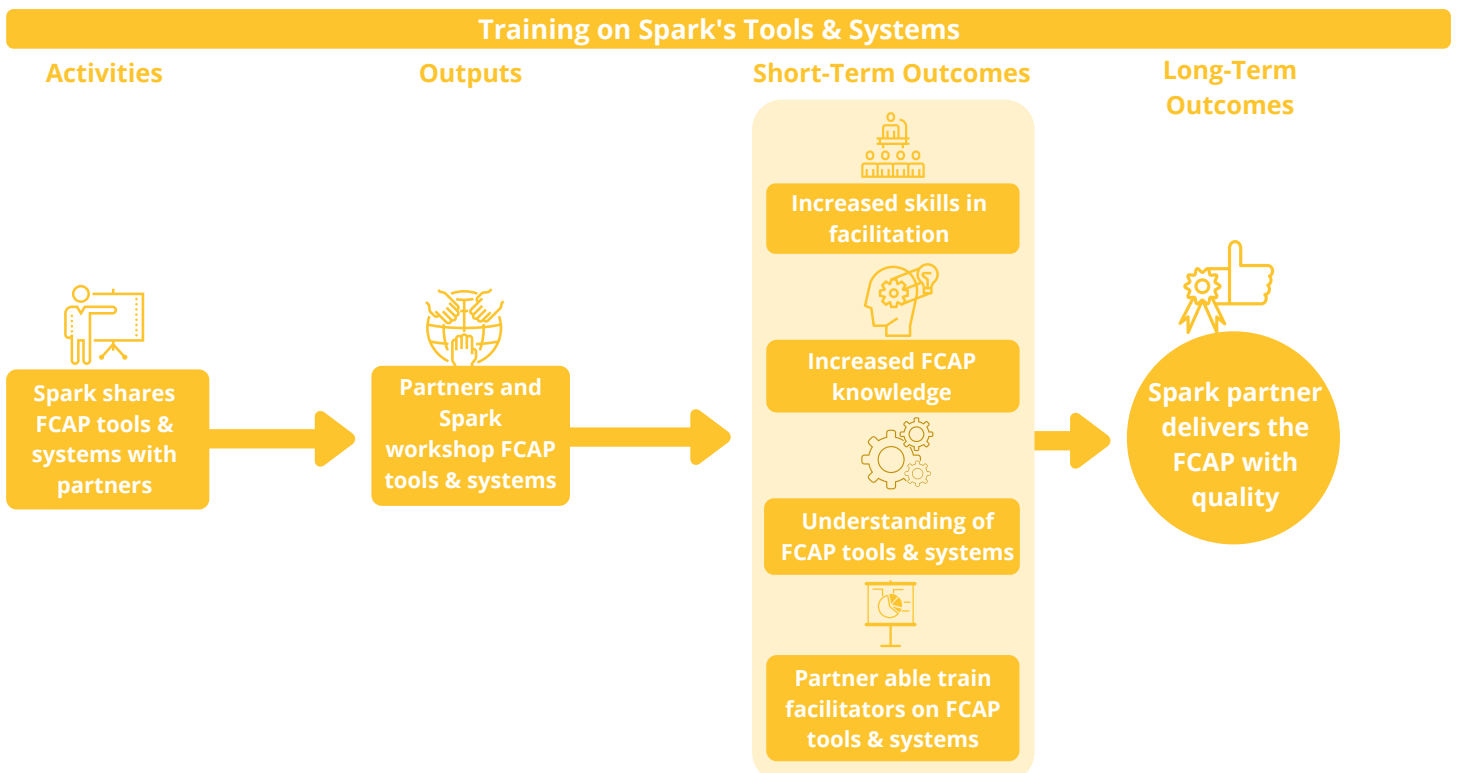 Training on Spark's Tools & Systems
Activities
Outputs
Short-Term Outcomes
Long-Term
Outcomes
Spark shares
FCAP tools &
systems with
partners
Partners and
Spark
workshop FCAP
tools & systems
Increased skills in
facilitation
Increased FCAP
knowledge
Understanding of
FCAP tools & systems
Partner able train
facilitators on FCAP
tools & systems
Spark partner
delivers the
FCAP with
quality